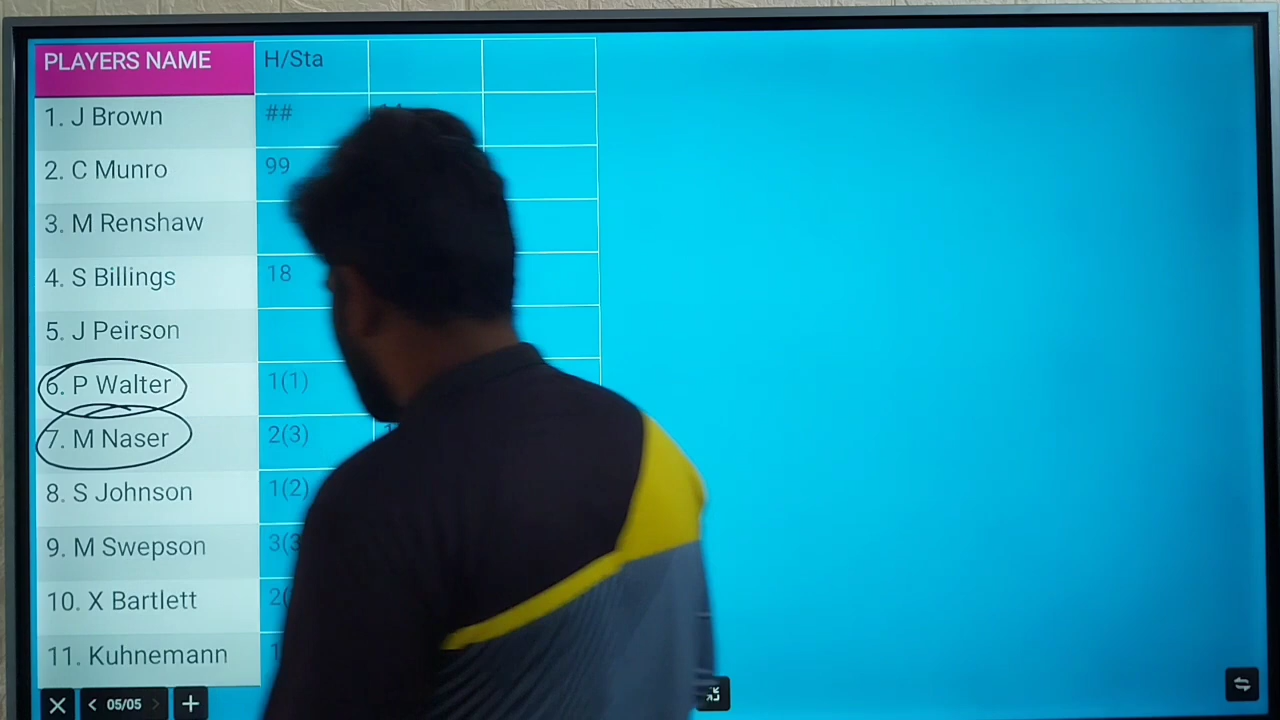 PLAYERS NAME H/Sta
1. J Brown ##
2. C Munro 99
3. M Renshaw
4. S Billings 18
5. J Peirson
6. P Walter 1(1)
7. M Naser 2(3)
8. S Johnson 1(2)
9. M Swepson
10. X Bartlett
11. Kuhnemann
05/05